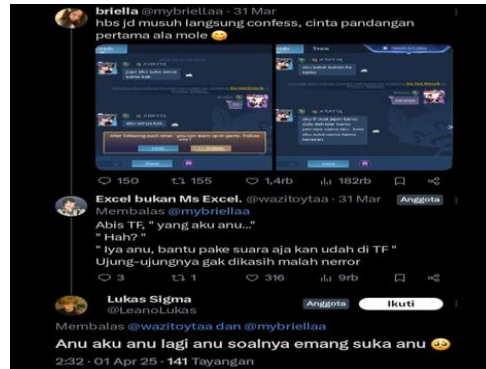 briella @mybriellaa · 31 Mar
hbs jd musuh langsung confess, cinta pandangan
pertama ala mole
Team
150 155 1,4rb 182rb
Excel bukan Ms Excel. @wazitoytaa · 31 Mar Anggota
Membalas @mybriellaa
Abis TF, " yang aku anu..."
" Hah? "
" Iya anu, bantu pake suara aja kan udah di TF "
Ujung-ujungnya gak dikasih malah nerror
3 1 316 9rb
Lukas Sigma Anggota Ikuti
@LeanoLukas
Membalas @wazitoytaa dan @mybriellaa
Anu aku anu lagi anu soalnya emang suka anu 🥺
2:32 · 01 Apr 25 · 141 Tayangan